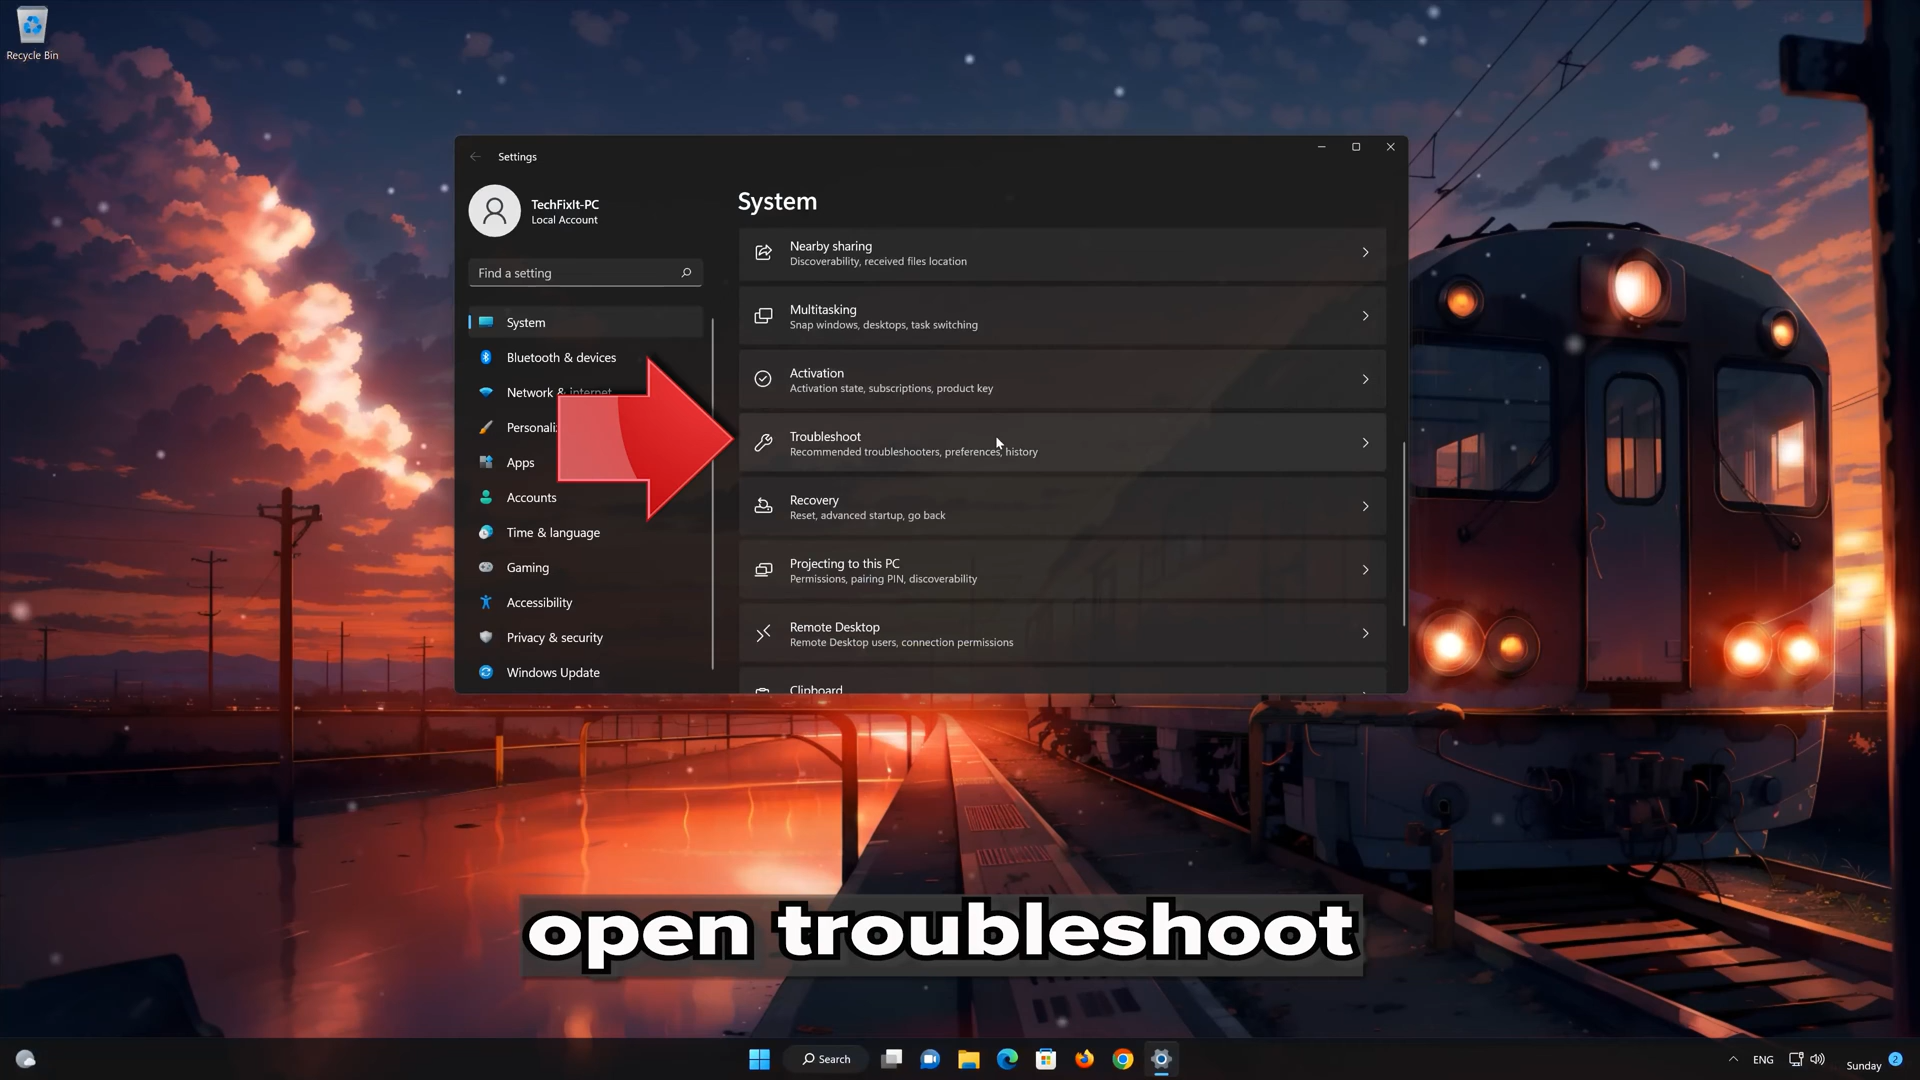 Recycle Bin
Settings
TechFixIt-PC
Local Account
Find a setting
System
Bluetooth & devices
Network & internet
Personali
Apps
Accounts
Time & language
Gaming
Accessibility
Privacy & security
Windows Update
System
Nearby sharing
Discoverability, received files location
Multitasking
Snap windows, desktops, task switching
Activation
Activation state, subscriptions, product key
Troubleshoot
Recommended troubleshooters, preferences, history
Recovery
Reset, advanced startup, go back
Projecting to this PC
Permissions, pairing PIN, discoverability
Remote Desktop
Remote Desktop users, connection permissions
Clipboard
open troubleshoot
Search
ENG
Sunday
2